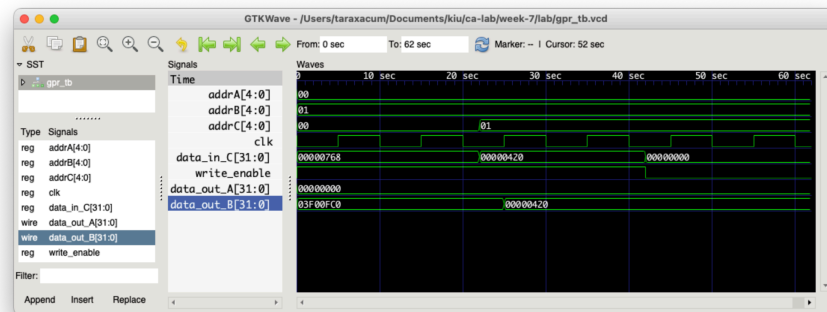 GTKWave - /Users/taraxacum/Documents/kiu/ca-lab/week-7/lab/gpr_tb.vcd
From: 0 sec To: 62 sec Marker: -- | Cursor: 52 sec
SST
gpr_tb
Type Signals
reg addrA[4:0]
reg addrB[4:0]
reg addrC[4:0]
reg clk
reg data_in_C[31:0]
wire data_out_A[31:0]
wire data_out_B[31:0]
reg write_enable
Filter:
Append Insert Replace
Signals
Time
addrA[4:0]
addrB[4:0]
addrC[4:0]
clk
data_in_C[31:0]
write_enable
data_out_A[31:0]
data_out_B[31:0]
Waves
0 10 sec 20 sec 30 sec 40 sec 50 sec 60 sec
00
01
00 01
00000768 00000420 00000000
00000000
03F00FC0 00000420